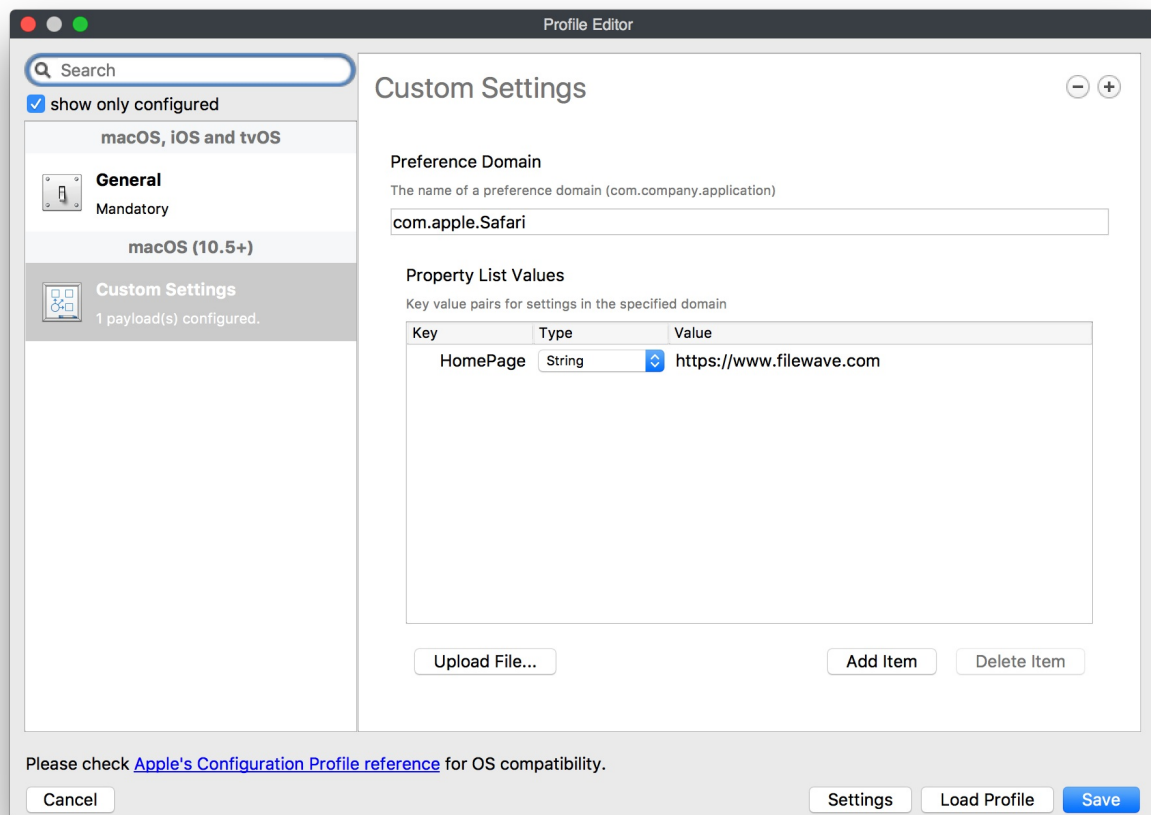 Profile Editor
Search
show only configured
macOS, iOS and tvOS
General
Mandatory
macOS (10.5+)
Custom Settings
1 payload(s) configured.
Custom Settings
Preference Domain
The name of a preference domain (com.company.application)
com.apple.Safari
Property List Values
Key value pairs for settings in the specified domain
Key Type Value
HomePage String https://www.filewave.com
Upload File... Add Item Delete Item
Please check Apple's Configuration Profile reference for OS compatibility.
Cancel Settings Load Profile Save